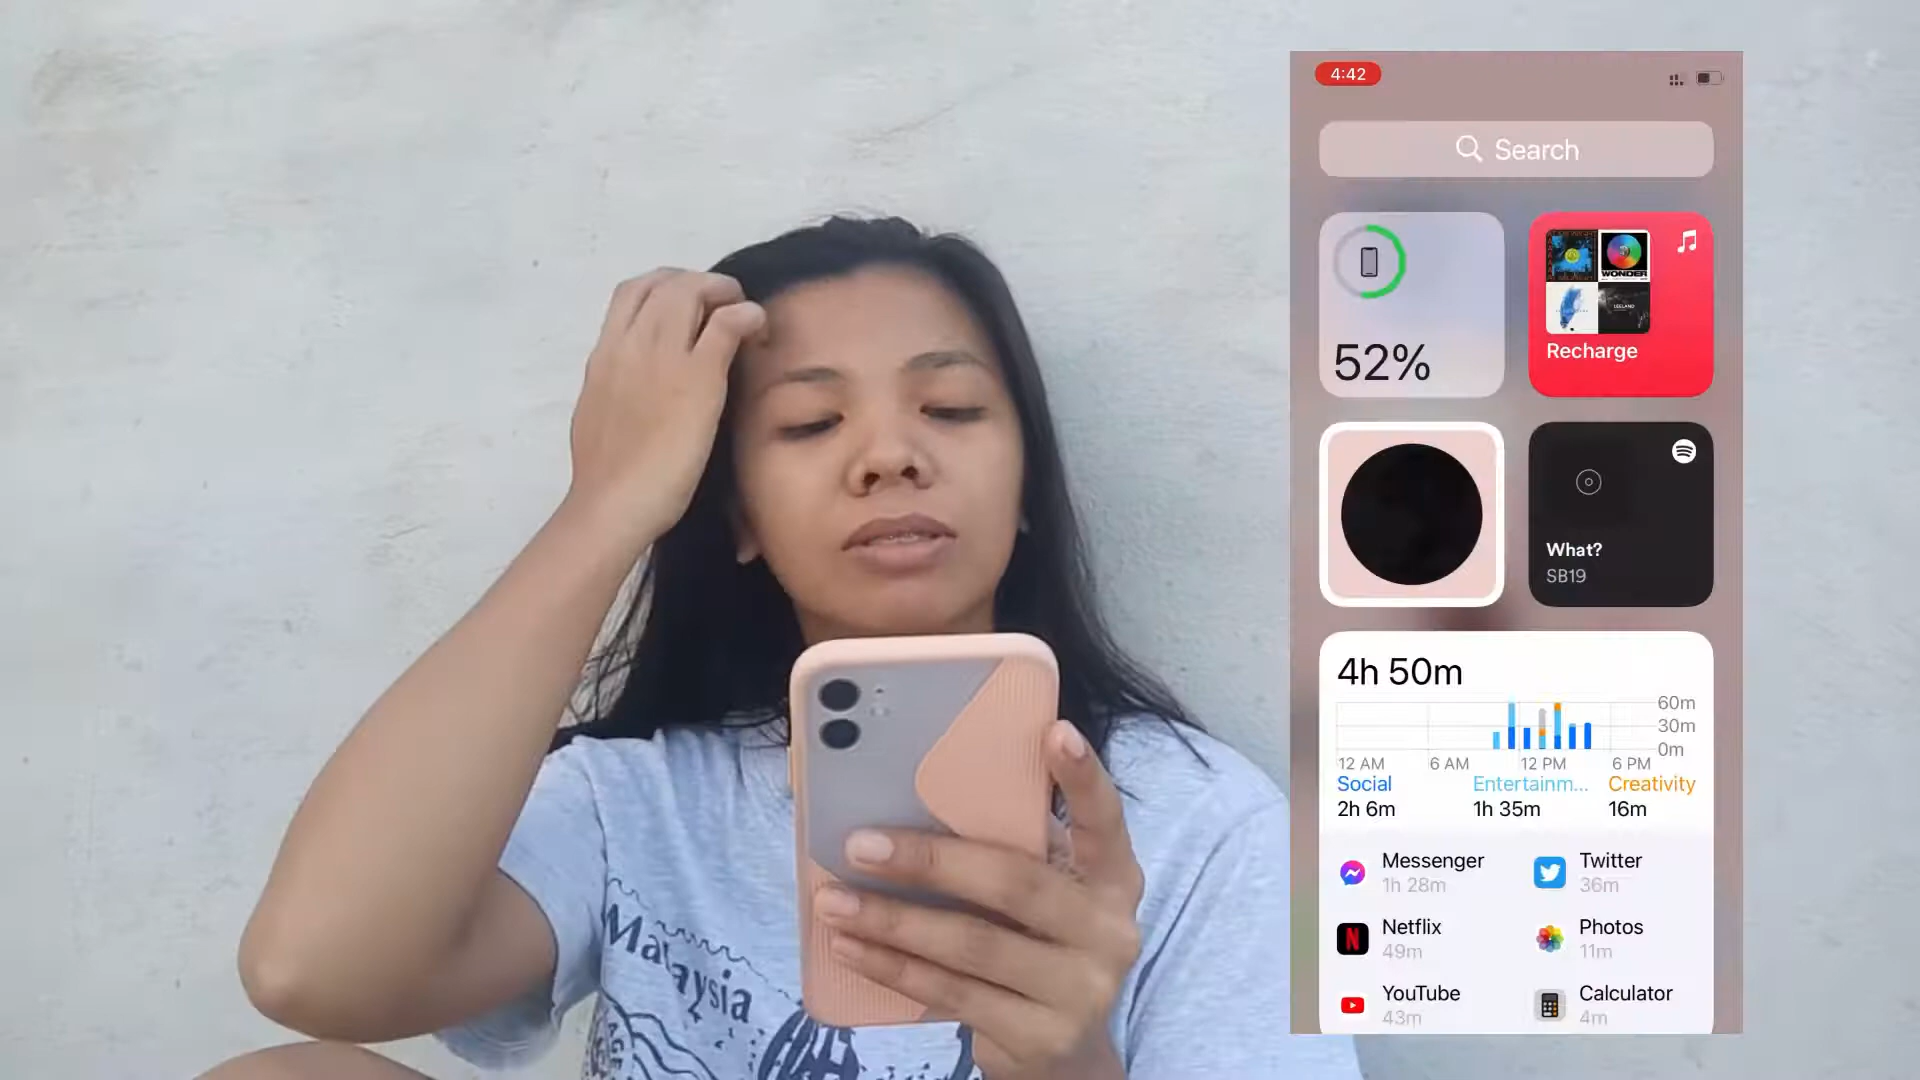 4:42
Search
52%
WONDER
Recharge
What?
SB19
4h 50m
60m
30m
0m
12 AM 6 AM 12 PM 6 PM
Social Entertainm... Creativity
2h 6m 1h 35m 16m
Messenger Twitter
1h 28m 36m
Netflix Photos
49m 11m
YouTube Calculator
43m 4m
Malaysia